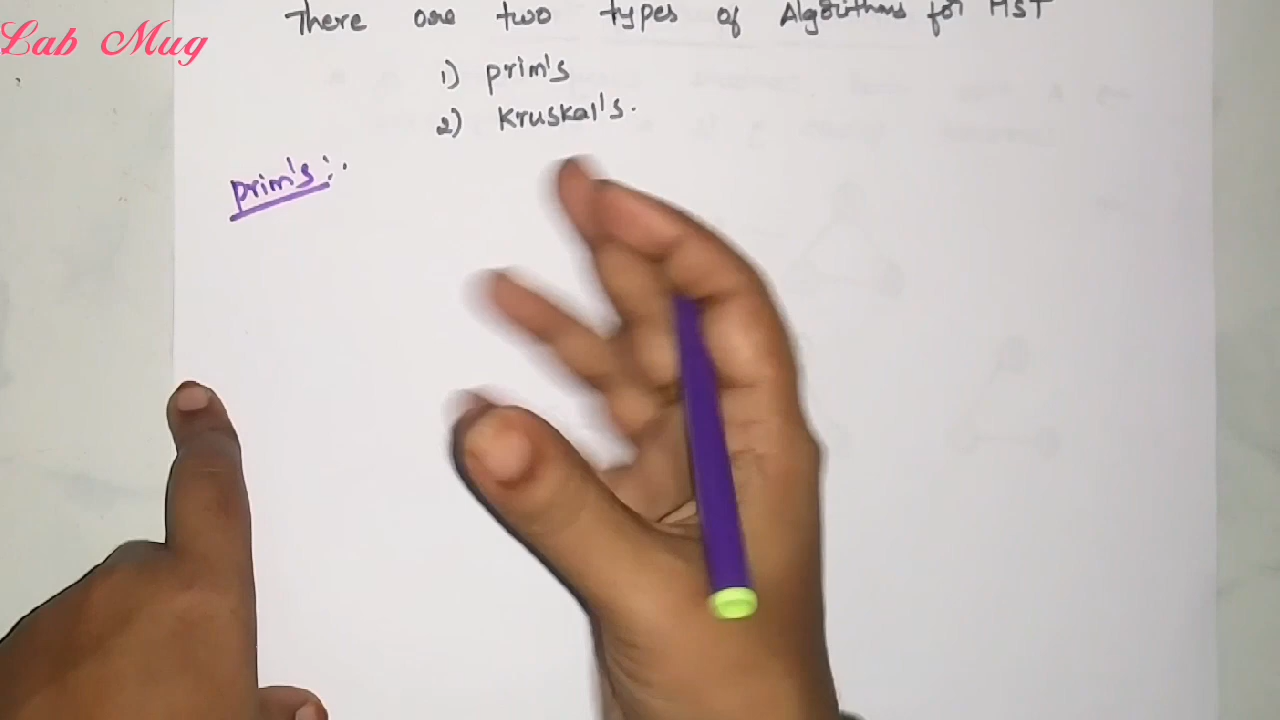 There are two types of Algorithms for MST
Lab Mug
1) prim's
2) Kruskal's.
prim's :-